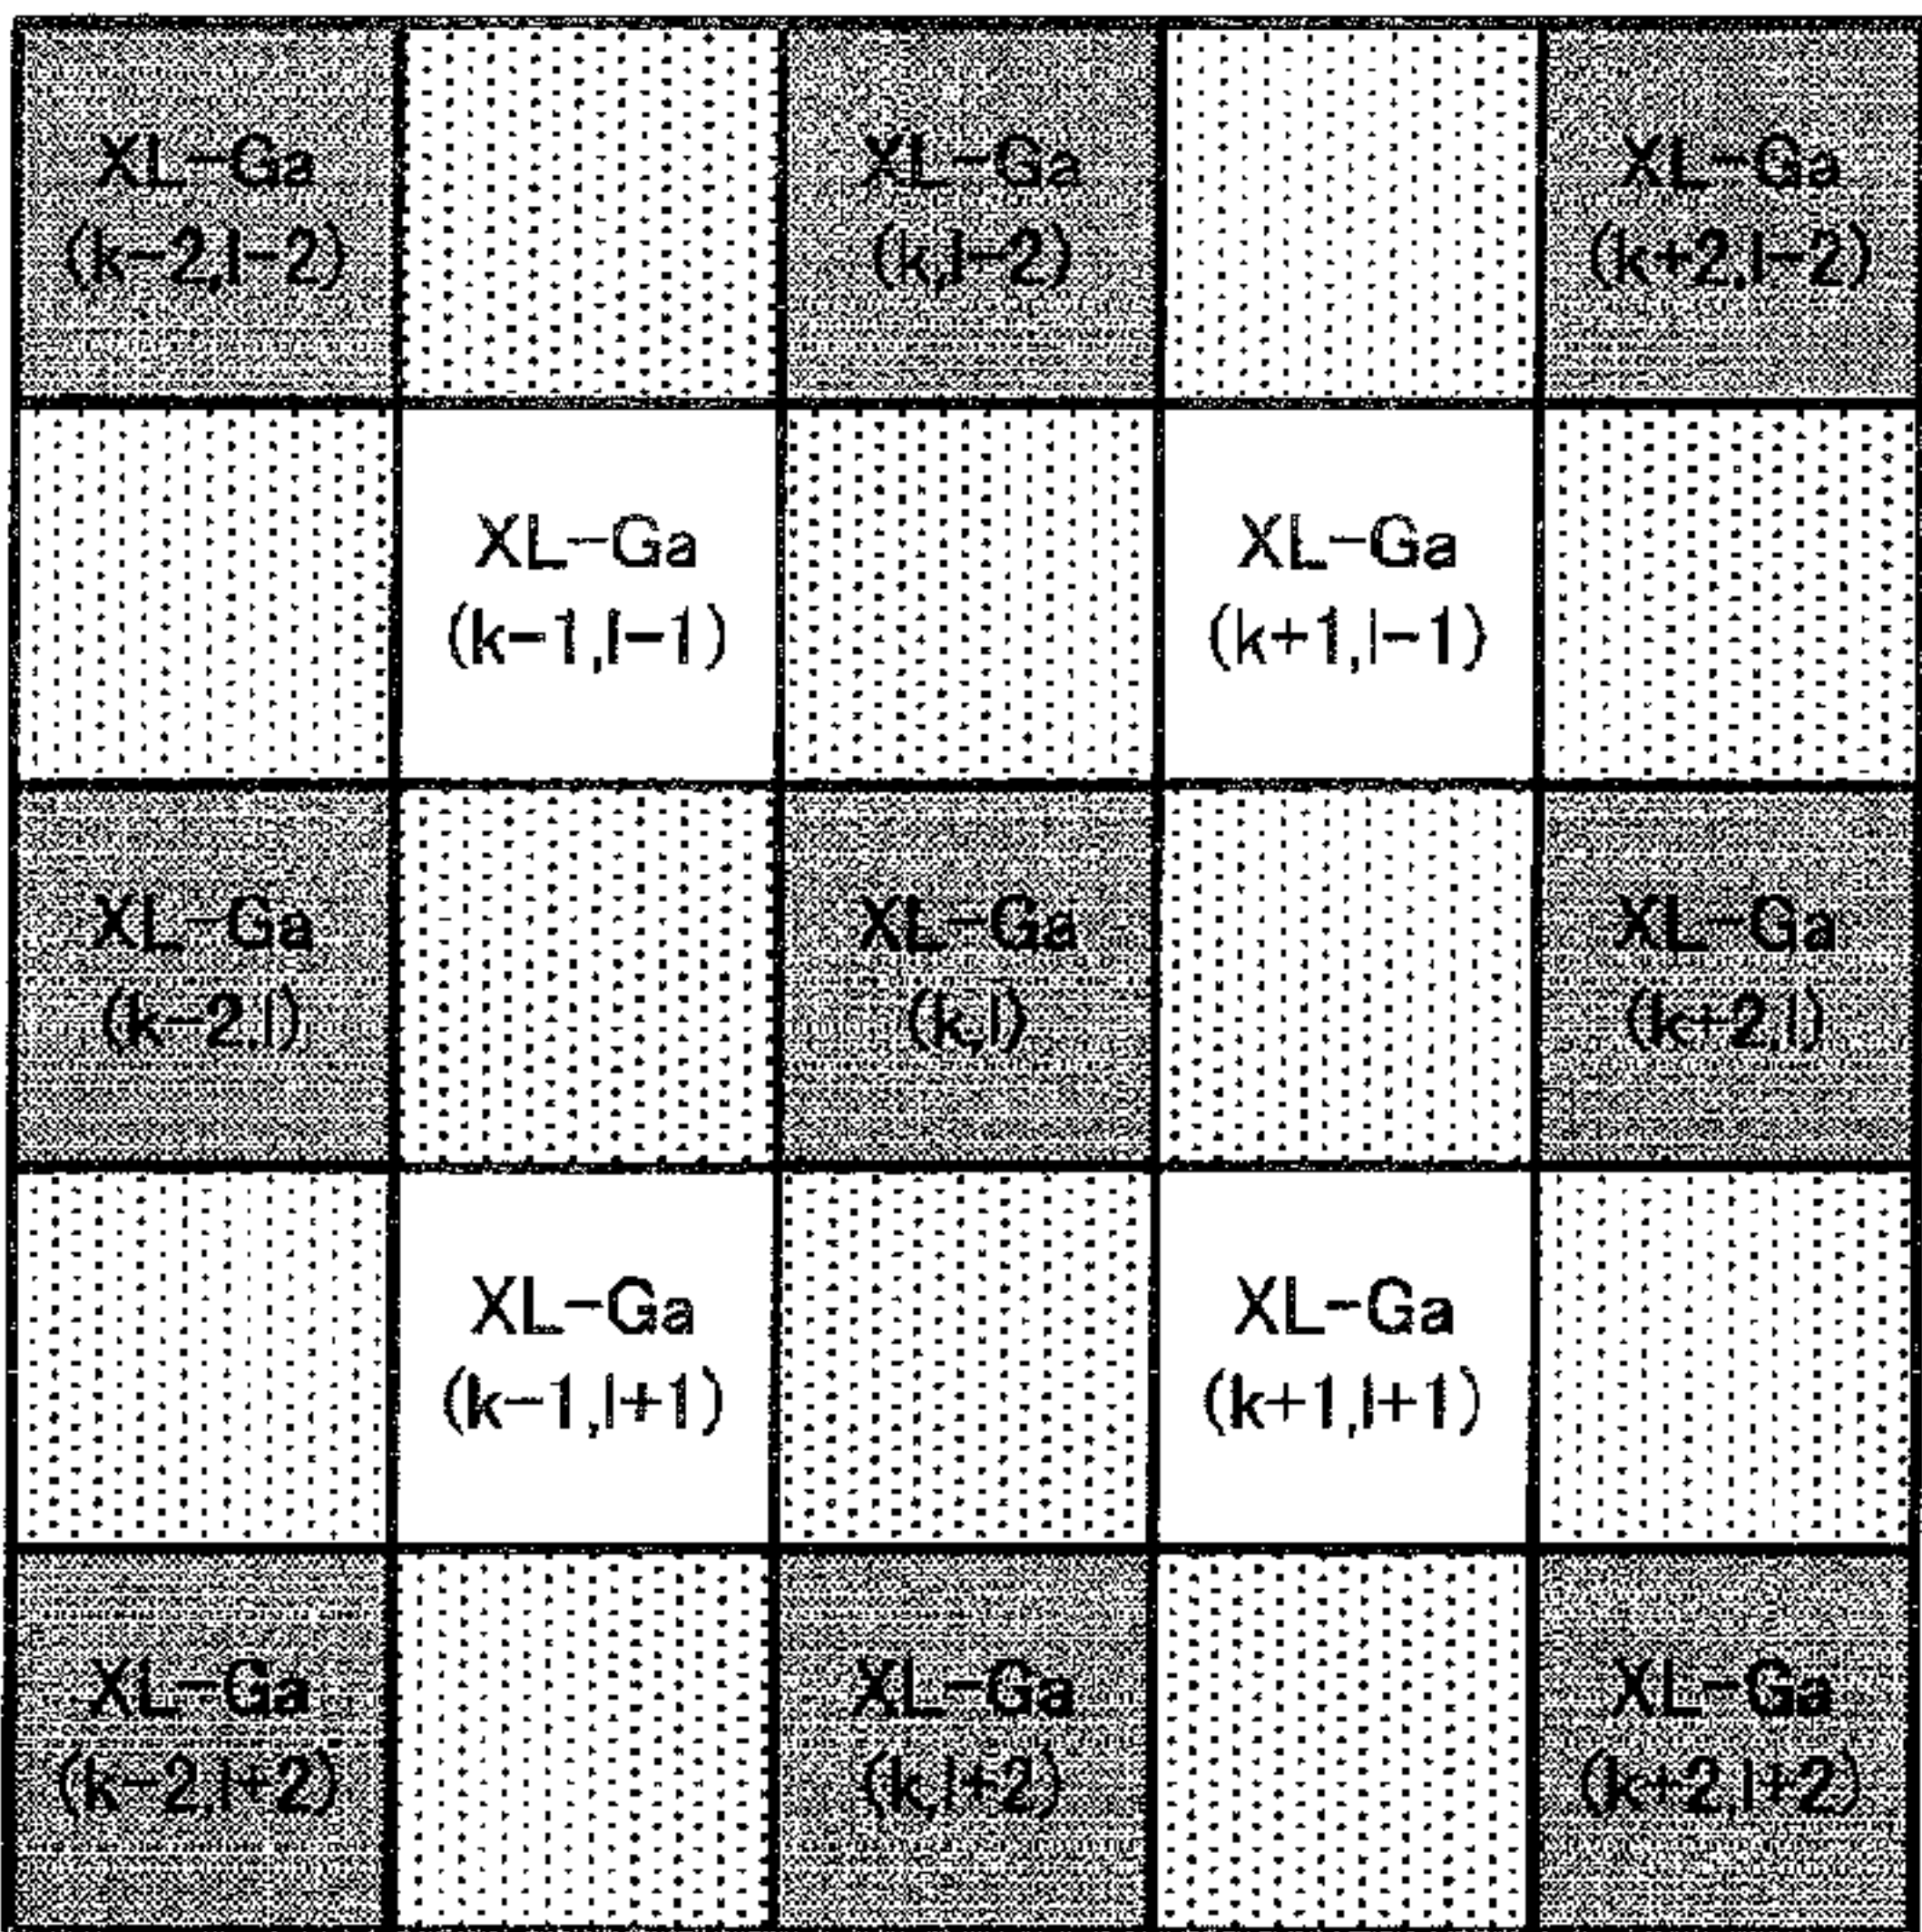 XL-Ga
(k-2,l-2)
XL-Ga
(k,l-2)
XL-Ga
(k+2,l-2)
XL-Ga
(k-1,l-1)
XL-Ga
(k+1,l-1)
XL-Ga
(k-2,l)
XL-Ga
(k,l)
XL-Ga
(k+2,l)
XL-Ga
(k-1,l+1)
XL-Ga
(k+1,l+1)
XL-Ga
(k-2,l+2)
XL-Ga
(k,l+2)
XL-Ga
(k+2,l+2)